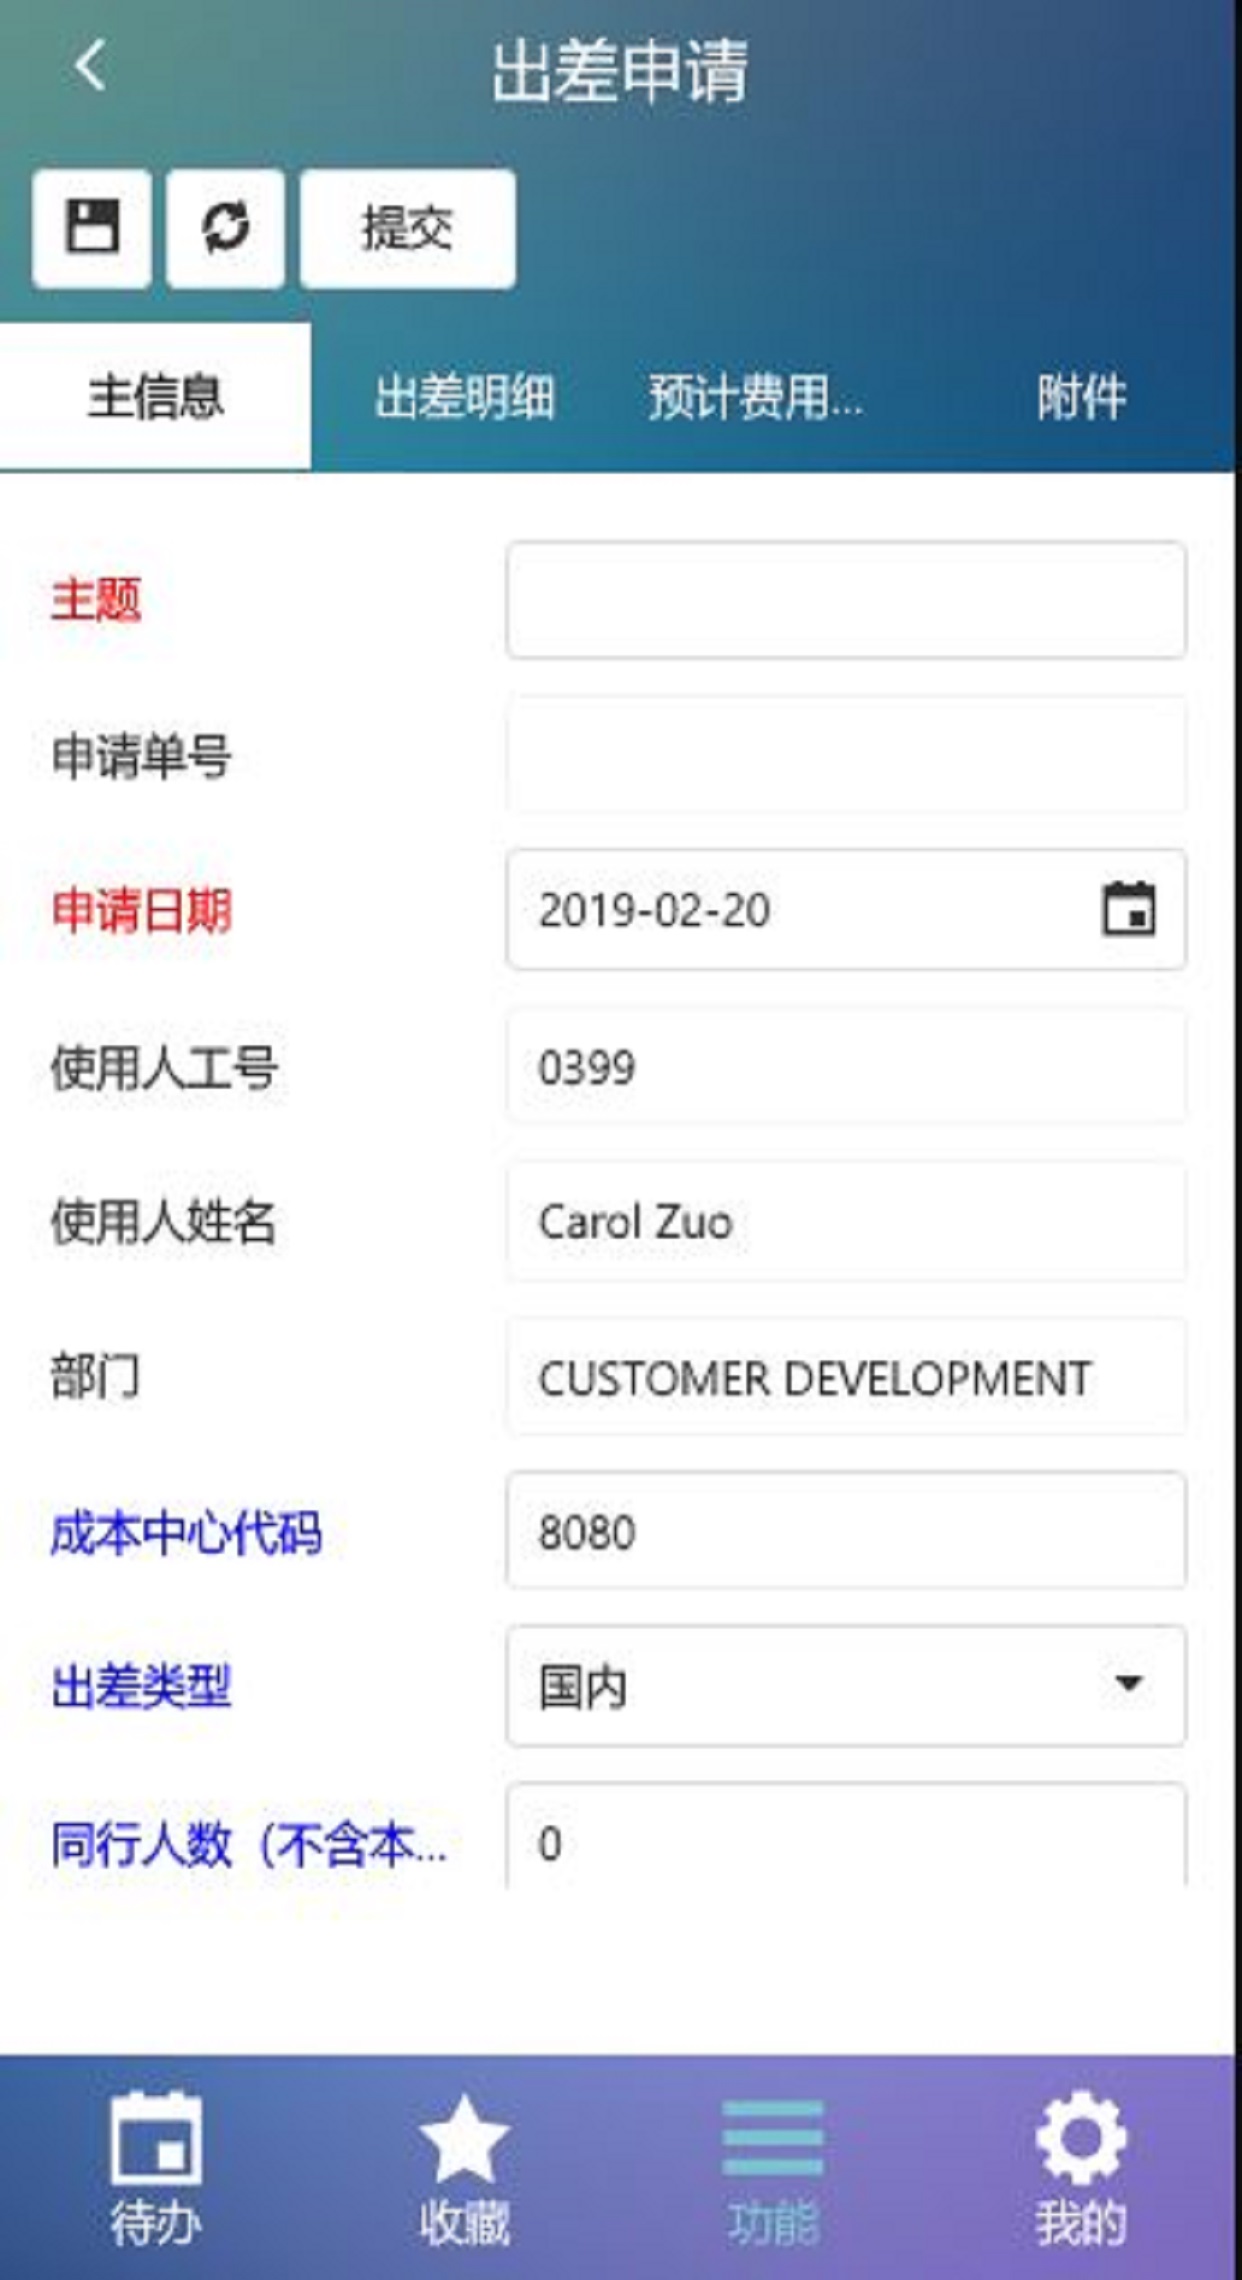 出差申请
提交
主信息 出差明细 预计费用... 附件
主题
申请单号
申请日期 2019-02-20
使用人工号 0399
使用人姓名 Carol Zuo
部门 CUSTOMER DEVELOPMENT
成本中心代码 8080
出差类型 国内
同行人数（不含本... 0
待办 收藏 功能 我的